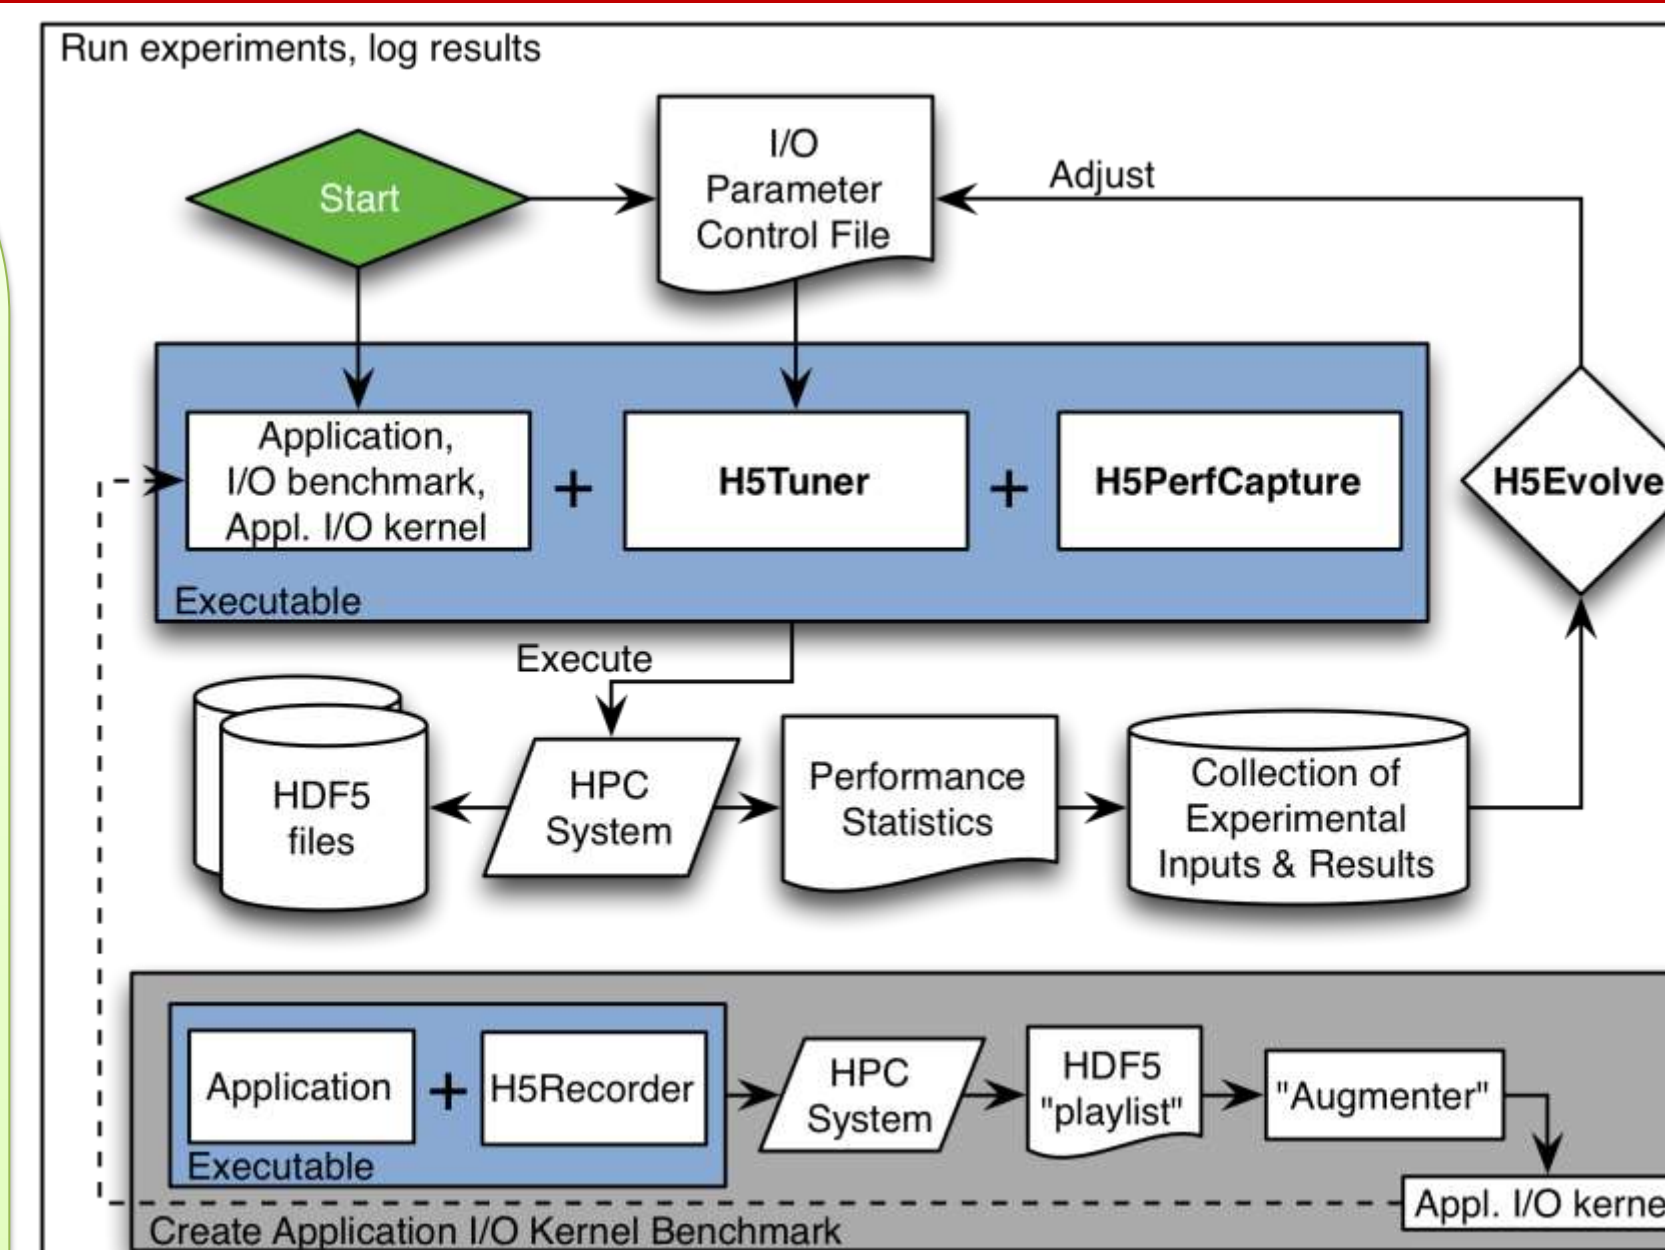 Run experiments, log results
Start
I/O
Parameter
Control File
Adjust
Application,
I/O benchmark,
Appl. I/O kernel
+
H5Tuner
+
H5PerfCapture
H5Evolve
Executable
Execute
HDF5
files
HPC
System
Performance
Statistics
Collection of
Experimental
Inputs & Results
Application
+
H5Recorder
Executable
HPC
System
HDF5
"playlist"
"Augmenter"
Appl. I/O kerne
Create Application I/O Kernel Benchmark